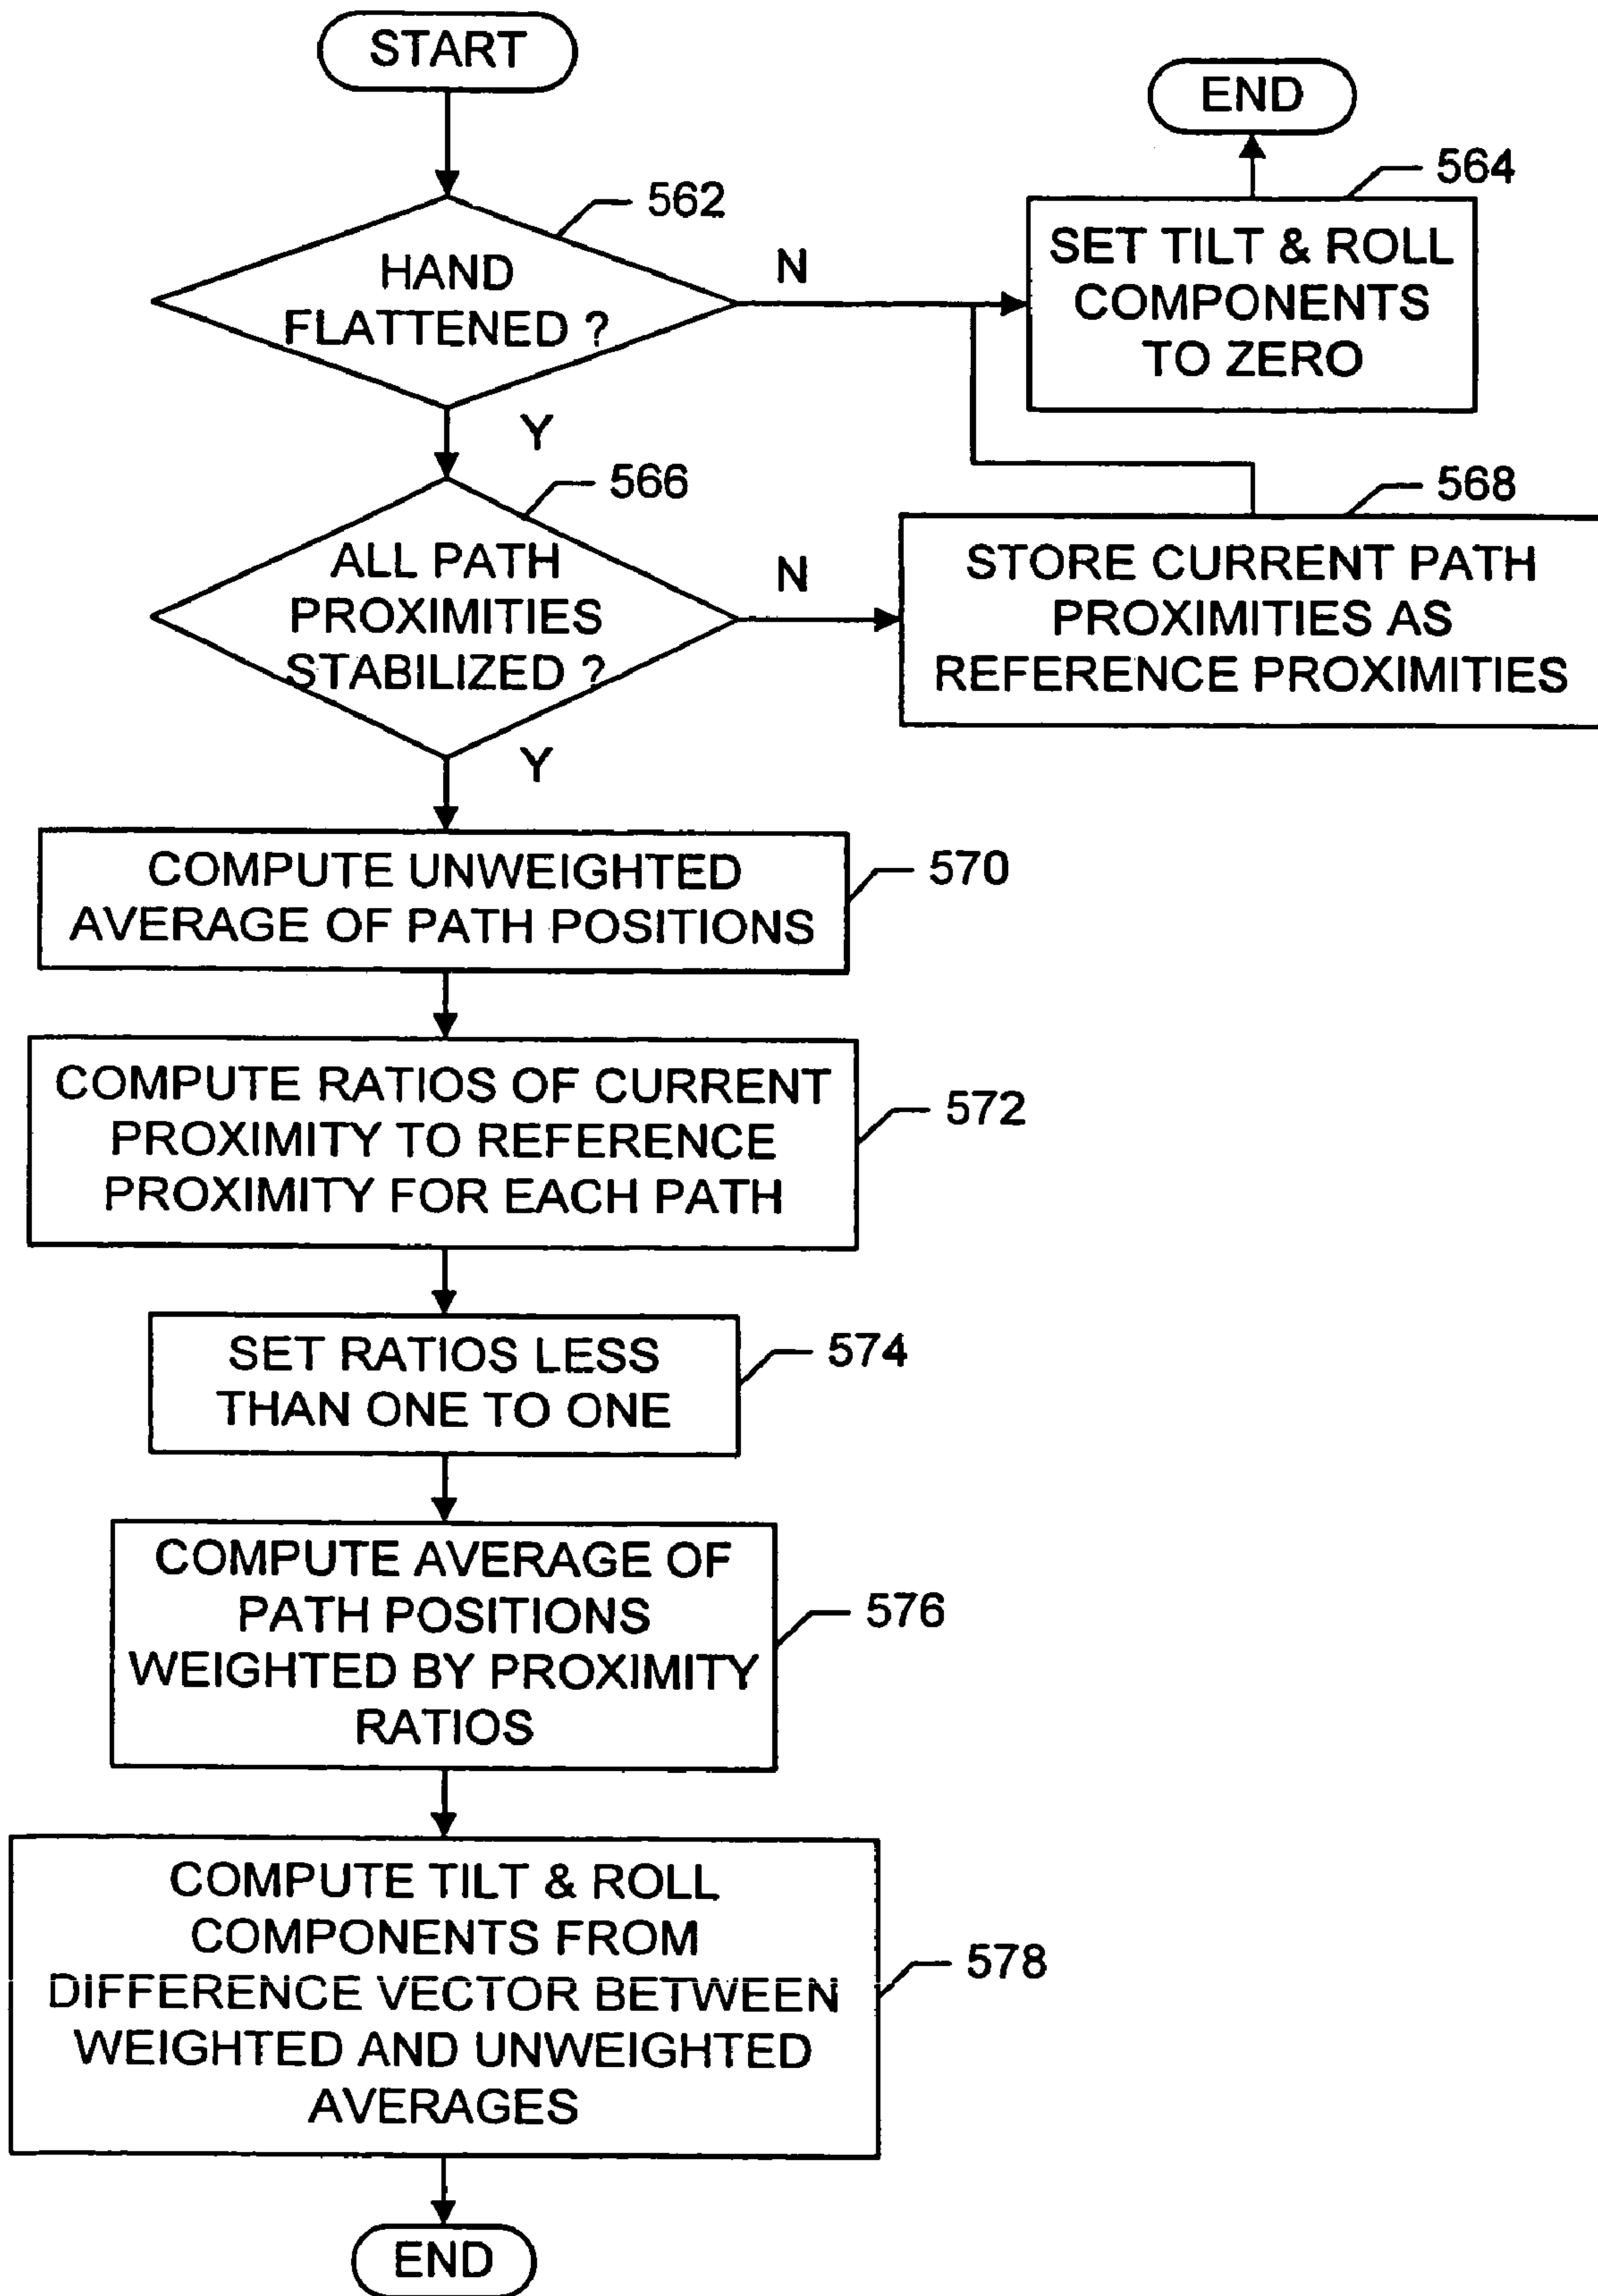 START
END
562
564
HAND
FLATTENED ?
N
SET TILT & ROLL
COMPONENTS
TO ZERO
Y
566
568
ALL PATH
PROXIMITIES
STABILIZED ?
N
STORE CURRENT PATH
PROXIMITIES AS
REFERENCE PROXIMITIES
Y
COMPUTE UNWEIGHTED
AVERAGE OF PATH POSITIONS
570
COMPUTE RATIOS OF CURRENT
PROXIMITY TO REFERENCE
PROXIMITY FOR EACH PATH
572
SET RATIOS LESS
THAN ONE TO ONE
574
COMPUTE AVERAGE OF
PATH POSITIONS
WEIGHTED BY PROXIMITY
RATIOS
576
COMPUTE TILT & ROLL
COMPONENTS FROM
DIFFERENCE VECTOR BETWEEN
WEIGHTED AND UNWEIGHTED
AVERAGES
578
END